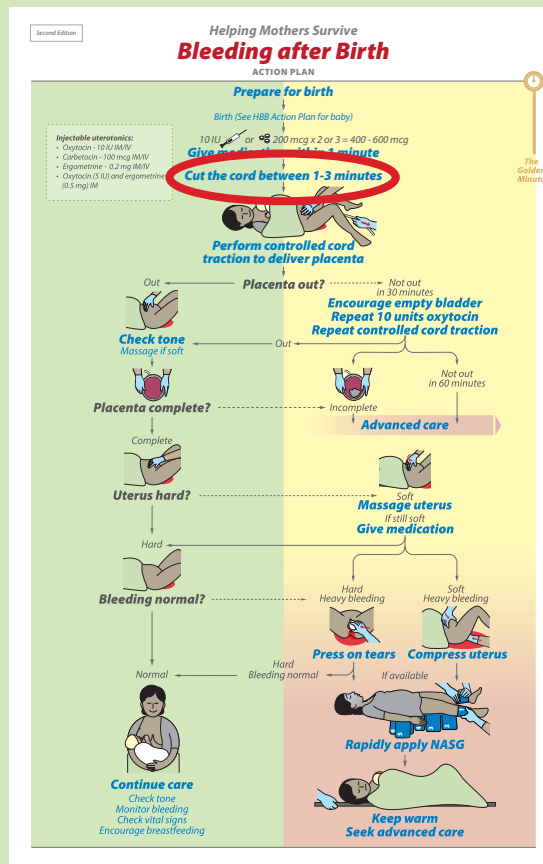 Second Edition
Helping Mothers Survive
Bleeding after Birth
ACTION PLAN
Prepare for birth
Birth (See HBB Action Plan for baby)
Injectable uterotonics:
• Oxytocin - 10 IU IM/IV
• Carbetocin - 100 mcg IM/IV
• Ergometrine – 0.2 mg IM/IV
• Oxytocin (5 IU) and ergometrine
(0.5 mg) IM
10 IU or 200 mcg x 2 or 3 = 400 - 600 mcg
Give medication within 1 minute
The
Golden
Minute
Cut the cord between 1-3 minutes
Perform controlled cord
traction to deliver placenta
Out
Placenta out?
Not out
in 30 minutes
Encourage empty bladder
Repeat 10 units oxytocin
Repeat controlled cord traction
Check tone
Massage if soft
Out
Not out
in 60 minutes
Placenta complete?
Incomplete
Advanced care
Complete
Uterus hard?
Soft
Massage uterus
If still soft
Give medication
Hard
Bleeding normal?
Hard
Heavy bleeding
Soft
Heavy bleeding
Press on tears
Compress uterus
Normal
Hard
Bleeding normal
If available
Rapidly apply NASG
Continue care
Check tone
Monitor bleeding
Check vital signs
Encourage breastfeeding
Keep warm
Seek advanced care